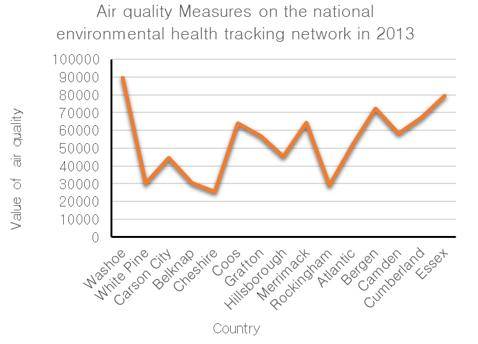 Air quality Measures on the national
environmental health tracking network in 2013
100000
90000
80000
70000
60000
50000
40000
30000
20000
10000
0
Value of air quality
Washoe
White Pine
Carson City
Belknap
Cheshire
Coos
Grafton
Hillsborough
Merrimack
Rockingham
Atlantic
Bergen
Camden
Cumberland
Essex
Country